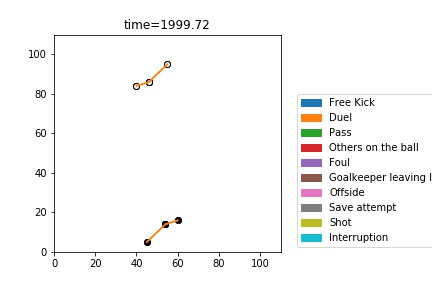 time=1999.72
100
80
60
40
20
0
0 20 40 60 80 100
Free Kick
Duel
Pass
Others on the ball
Foul
Goalkeeper leaving l
Offside
Save attempt
Shot
Interruption